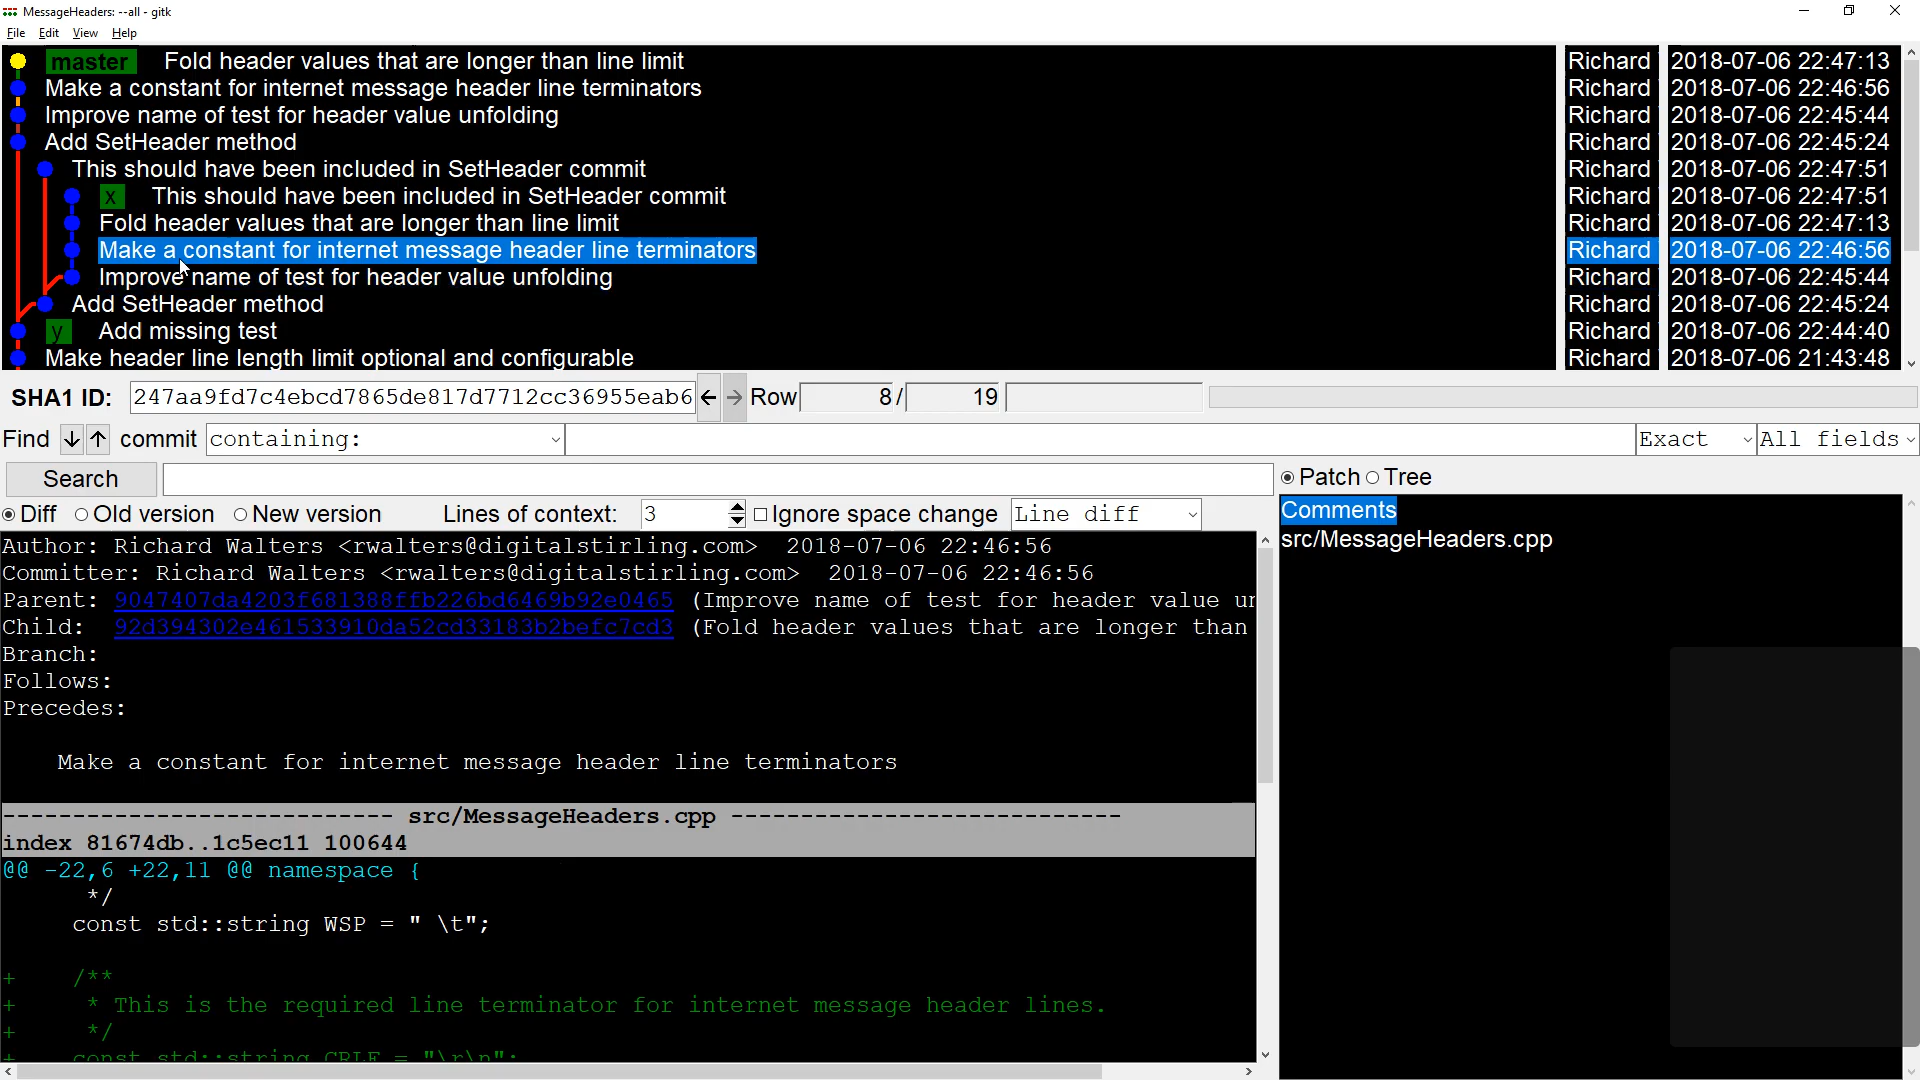 MessageHeaders: --all - gitk
File Edit View Help
master Fold header values that are longer than line limit Richard 2018-07-06 22:47:13
Make a constant for internet message header line terminators Richard 2018-07-06 22:46:56
Improve name of test for header value unfolding Richard 2018-07-06 22:45:44
Add SetHeader method Richard 2018-07-06 22:45:24
This should have been included in SetHeader commit Richard 2018-07-06 22:47:51
x This should have been included in SetHeader commit Richard 2018-07-06 22:47:51
Fold header values that are longer than line limit Richard 2018-07-06 22:47:13
Make a constant for internet message header line terminators Richard 2018-07-06 22:46:56
Improve name of test for header value unfolding Richard 2018-07-06 22:45:44
Add SetHeader method Richard 2018-07-06 22:45:24
y Add missing test Richard 2018-07-06 22:44:40
Make header line length limit optional and configurable Richard 2018-07-06 21:43:48
SHA1 ID: 247aa9fd7c4ebcd7865de817d7712cc36955eab6 ← → Row 8 / 19
Find ↓ ↑ commit containing: Exact All fields
Search
Patch Tree
Diff Old version New version Lines of context: 3 Ignore space change Line diff
Comments
src/MessageHeaders.cpp
Author: Richard Walters <rwalters@digitalstirling.com> 2018-07-06 22:46:56
Committer: Richard Walters <rwalters@digitalstirling.com> 2018-07-06 22:46:56
Parent: 9047407da4203f681388ffb226bd6469b92e0465 (Improve name of test for header value un
Child: 92d394302e461533910da52cd33183b2befc7cd3 (Fold header values that are longer than
Branch:
Follows:
Precedes:
Make a constant for internet message header line terminators
---------------------------- src/MessageHeaders.cpp ----------------------------
index 81674db..1c5ec11 100644
@@ -22,6 +22,11 @@ namespace {
*/
const std::string WSP = " \t";
+ /**
+ * This is the required line terminator for internet message header lines.
+ */
+ const std::string CRLF = "\r\n";